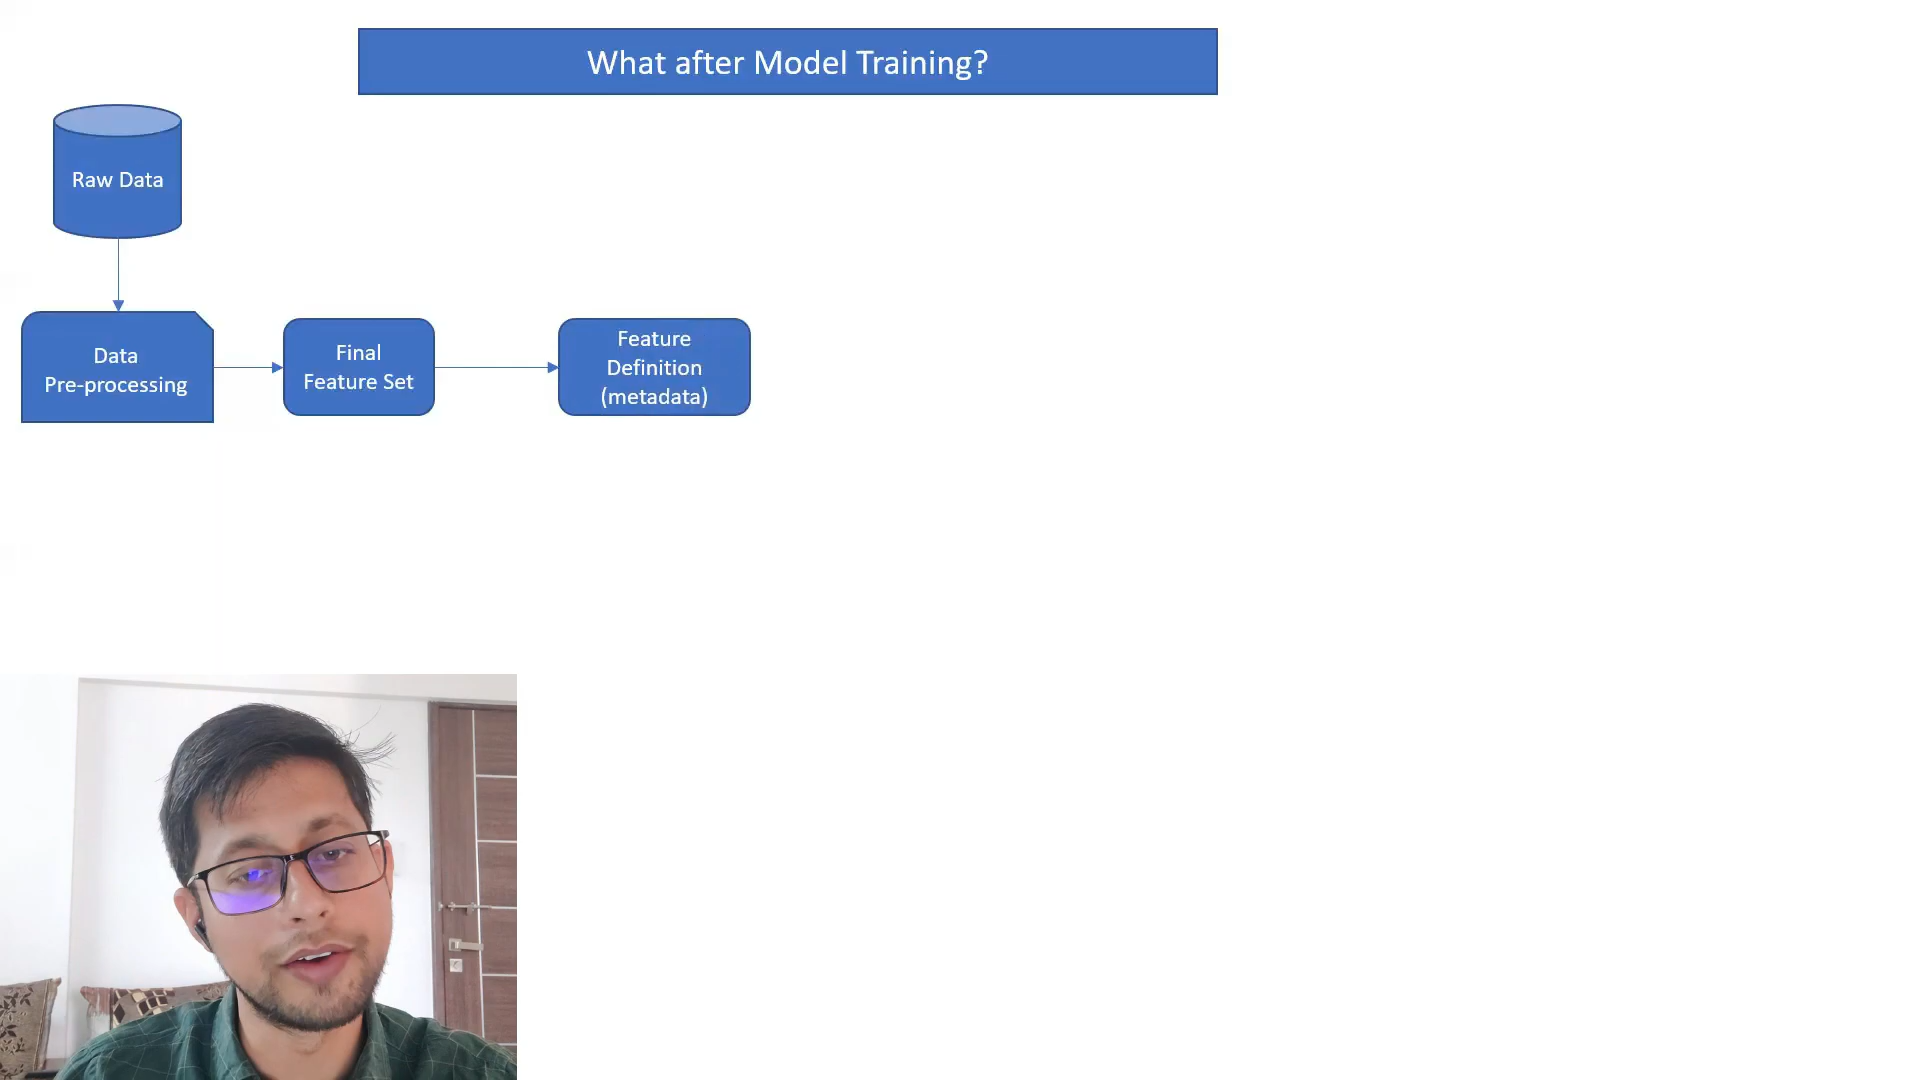 What after Model Training?
Raw Data
Data
Pre-processing
Final
Feature Set
Feature
Definition
(metadata)